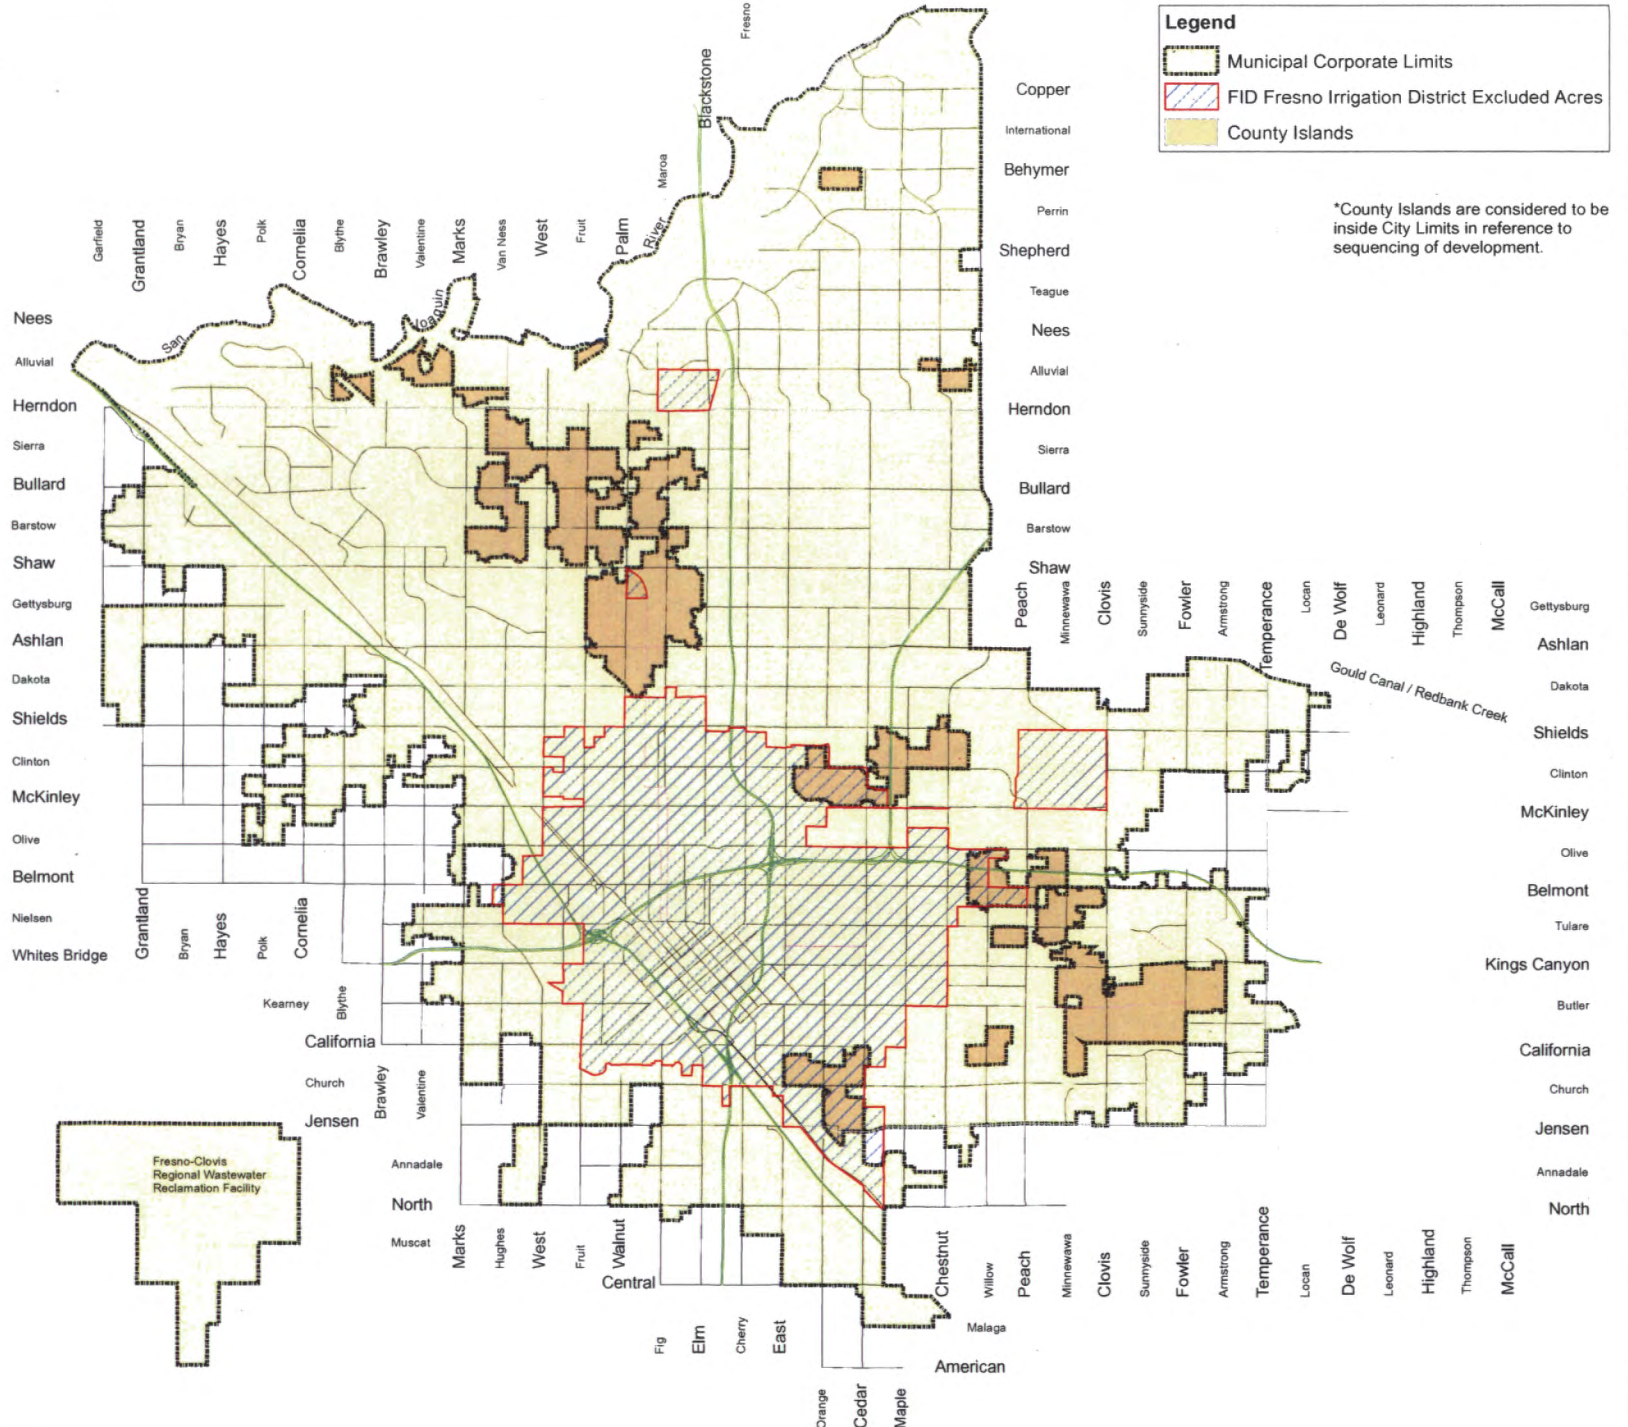 Legend
Municipal Corporate Limits
FID Fresno Irrigation District Excluded Acres
County Islands
*County Islands are considered to be
inside City Limits in reference to
sequencing of development.
Fresno
Blackstone
Maroa
River
Palm
Fruit
West
Van Ness
Marks
Valentine
Brawley
Blythe
Cornelia
Polk
Hayes
Bryan
Grantland
Garfield
San
Joaquin
Copper
International
Behymer
Perrin
Shepherd
Teague
Nees
Alluvial
Herndon
Sierra
Bullard
Barstow
Shaw
Nees
Alluvial
Herndon
Sierra
Bullard
Barstow
Shaw
Gettysburg
Ashlan
Dakota
Shields
Clinton
McKinley
Olive
Belmont
Nielsen
Whites Bridge
Peach
Minnewawa
Clovis
Sunnyside
Fowler
Armstrong
Temperance
Locan
De Wolf
Leonard
Highland
Thompson
McCall
Gettysburg
Ashlan
Dakota
Gould Canal / Redbank Creek
Shields
Clinton
McKinley
Olive
Belmont
Tulare
Kings Canyon
Butler
California
Church
Jensen
Annadale
North
Grantland
Bryan
Hayes
Polk
Cornelia
Kearney
Blythe
California
Church
Brawley
Valentine
Jensen
Annadale
North
Muscat
Fresno-Clovis
Regional Wastewater
Reclamation Facility
Marks
Hughes
West
Fruit
Walnut
Central
Fig
Elm
Cherry
East
Orange
Cedar
Maple
American
Malaga
Chestnut
Willow
Peach
Minnewawa
Clovis
Sunnyside
Fowler
Armstrong
Temperance
Locan
De Wolf
Leonard
Highland
Thompson
McCall